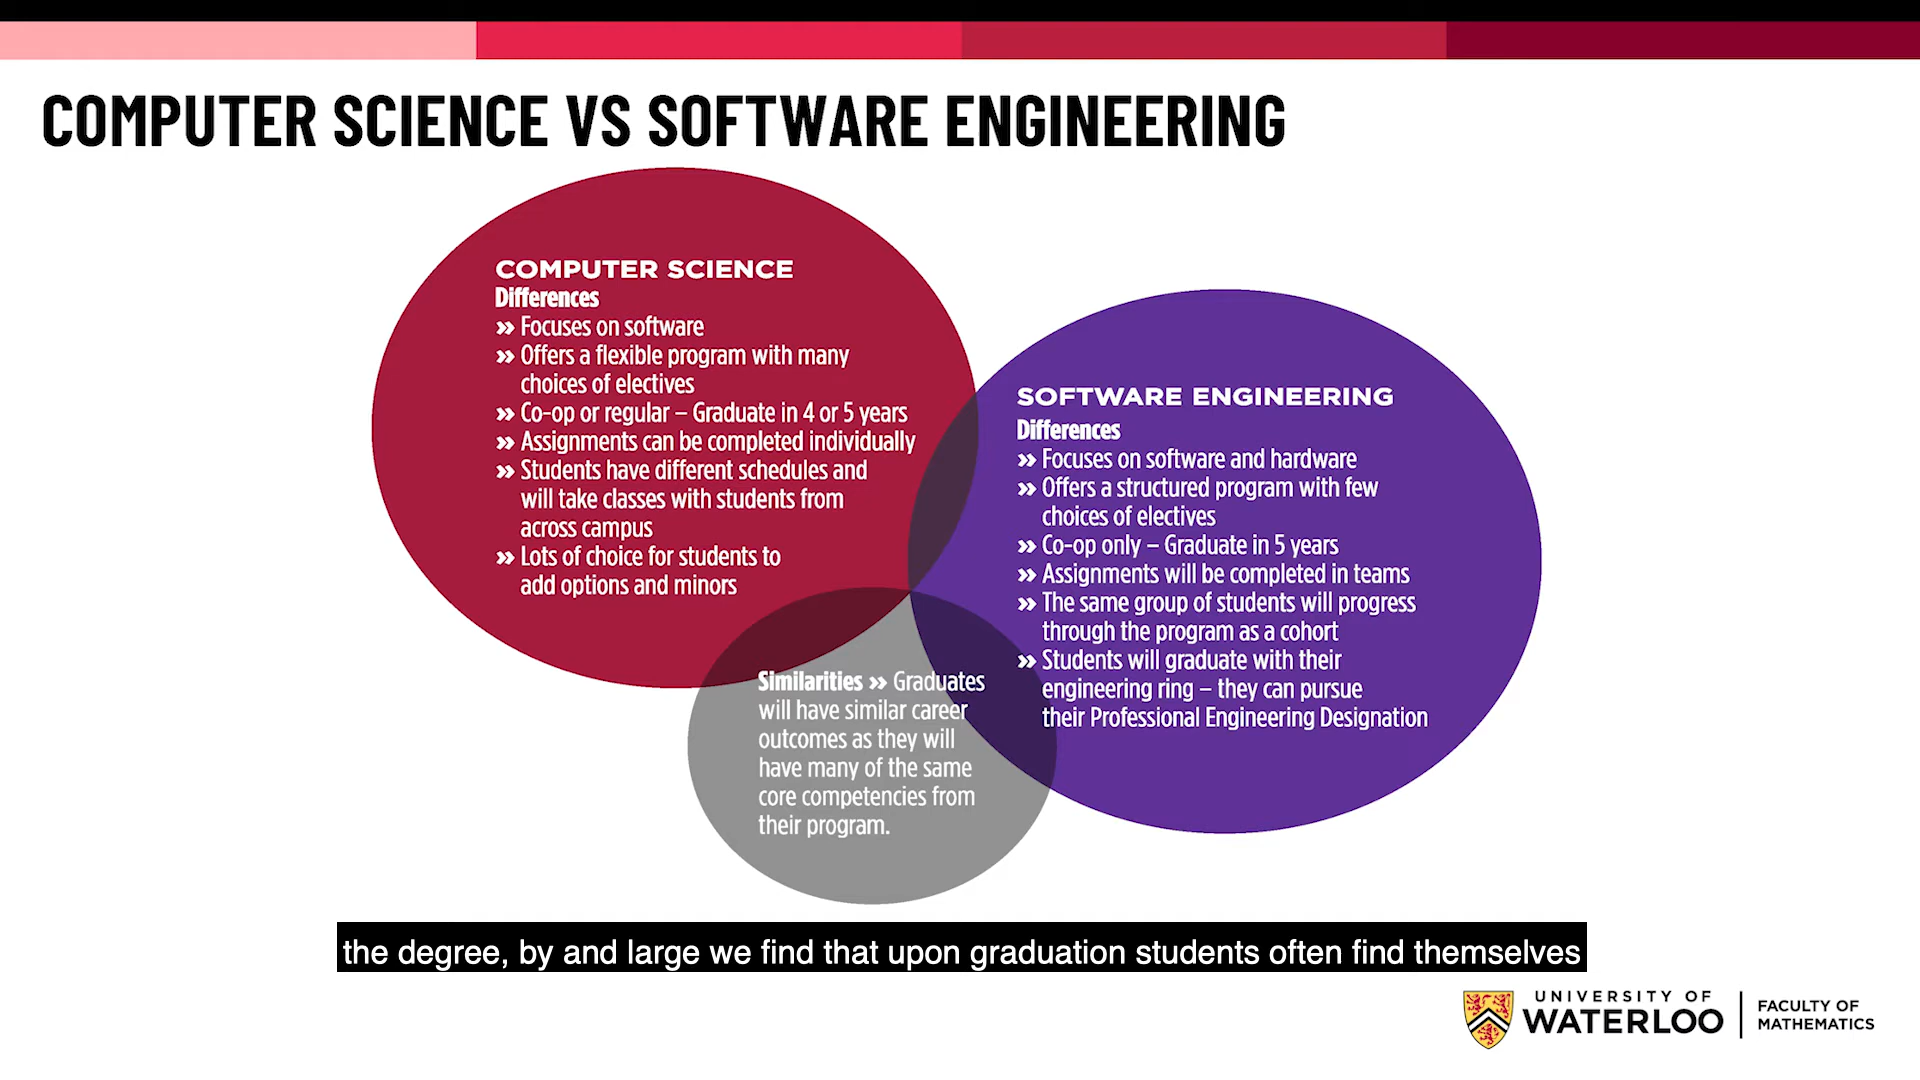 COMPUTER SCIENCE VS SOFTWARE ENGINEERING
COMPUTER SCIENCE
Differences
» Focuses on software
» Offers a flexible program with many
choices of electives
» Co-op or regular – Graduate in 4 or 5 years
» Assignments can be completed individually
» Students have different schedules and
will take classes with students from
across campus
» Lots of choice for students to
add options and minors
SOFTWARE ENGINEERING
Differences
» Focuses on software and hardware
» Offers a structured program with few
choices of electives
» Co-op only – Graduate in 5 years
» Assignments will be completed in teams
» The same group of students will progress
through the program as a cohort
» Students will graduate with their
engineering ring – they can pursue
their Professional Engineering Designation
Similarities » Graduates
will have similar career
outcomes as they will
have many of the same
core competencies from
their program.
the degree, by and large we find that upon graduation students often find themselves
UNIVERSITY OF
WATERLOO
FACULTY OF
MATHEMATICS